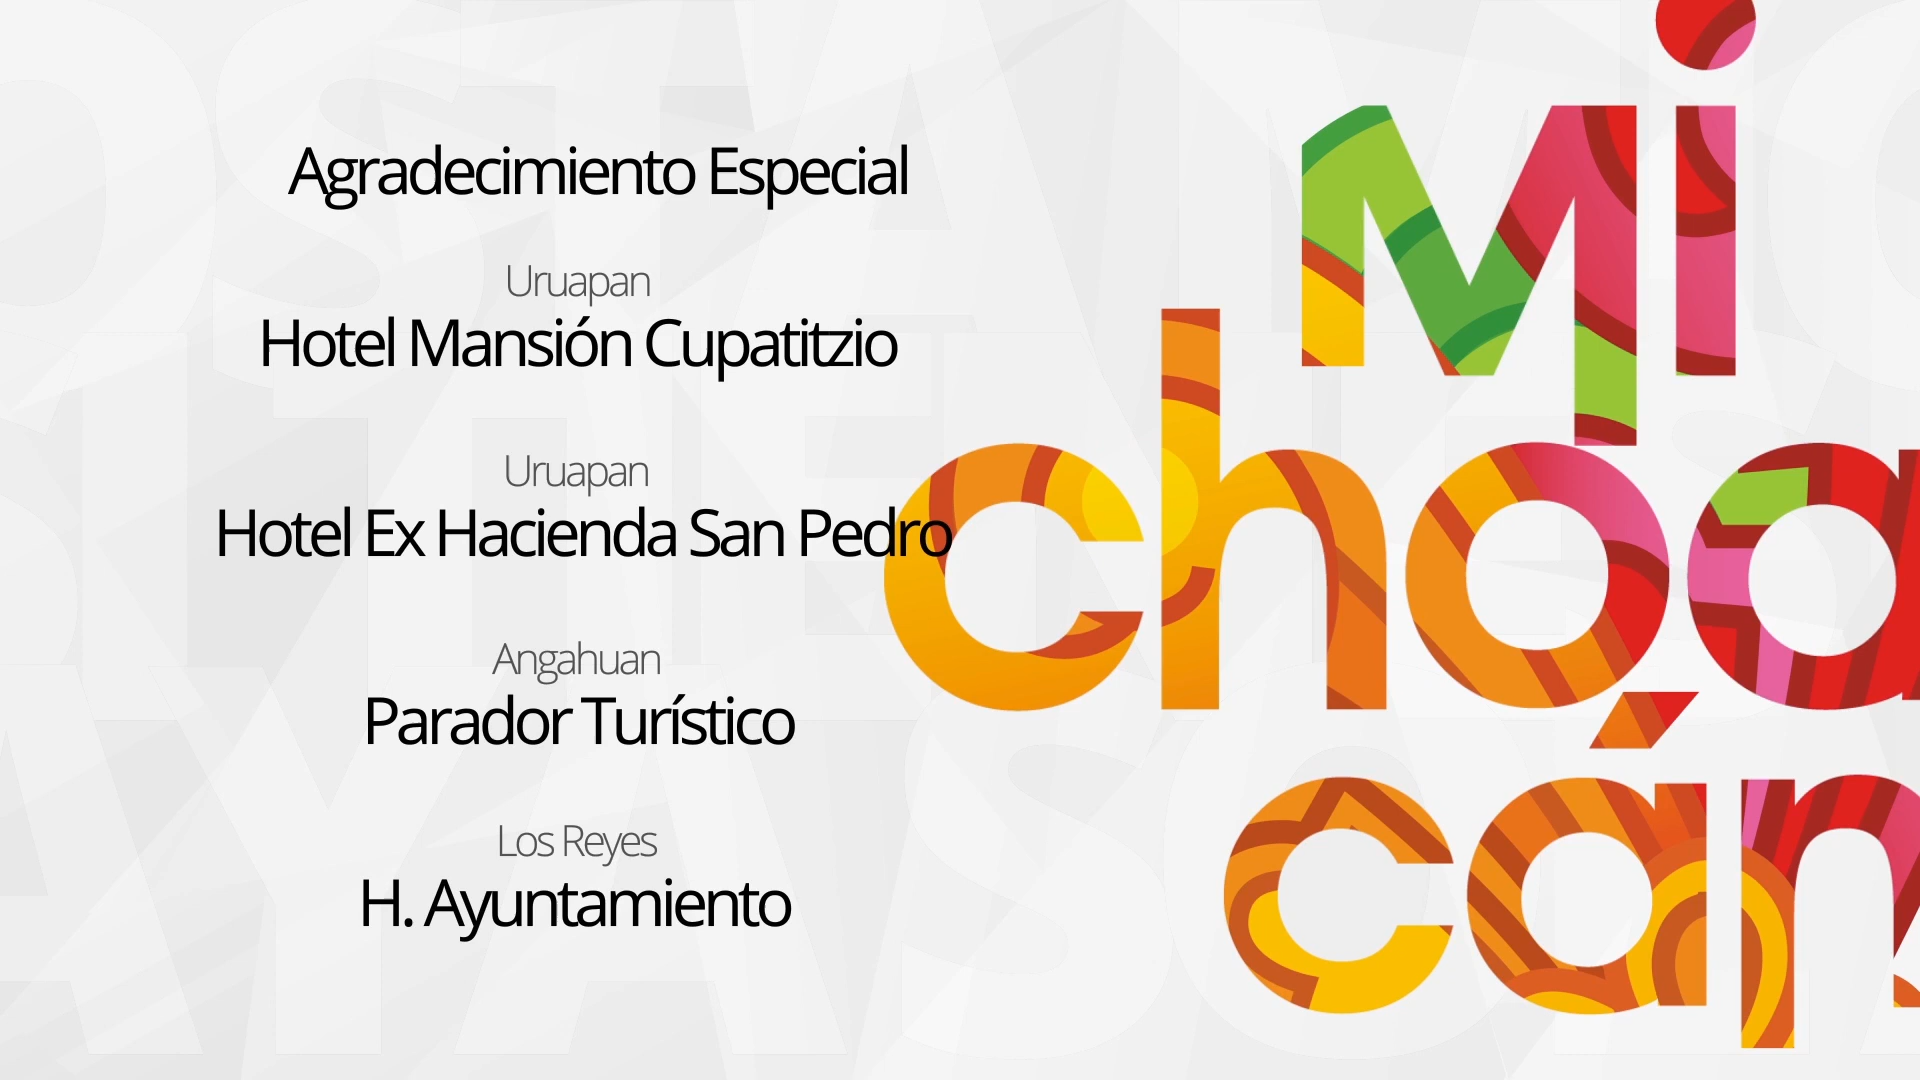 Agradecimiento Especial
Uruapan
Hotel Mansión Cupatitzio
Uruapan
Hotel Ex Hacienda San Pedro
Angahuan
Parador Turístico
Los Reyes
H. Ayuntamiento
Mi
choa
cán